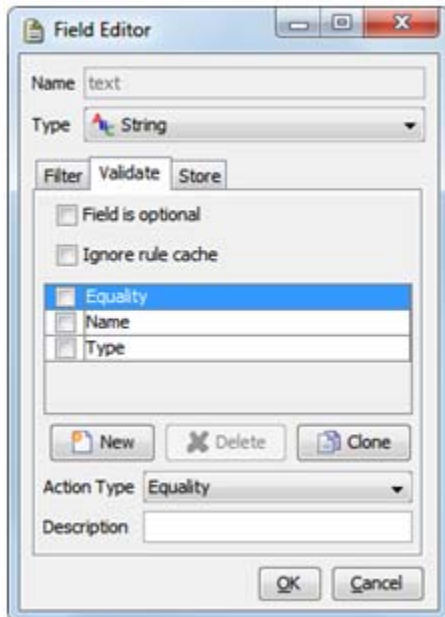 Field Editor
Name text
Type String
Filter Validate Store
Field is optional
Ignore rule cache
Equality
Name
Type
New Delete Clone
Action Type Equality
Description
OK Cancel